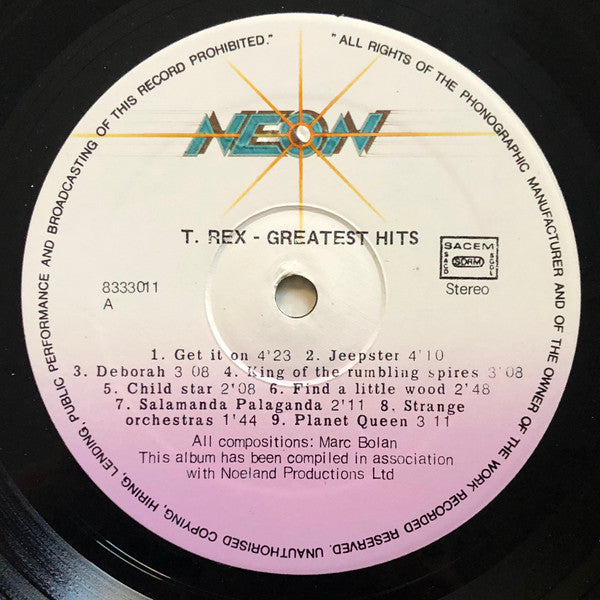 "ALL RIGHTS OF THE PHONOGRAPHIC MANUFACTURER AND OF THE OWNER OF THE WORK RECORDED RESERVED. UNAUTHORISED COPYING, HIRING, LENDING, PUBLIC PERFORMANCE AND BROADCASTING OF THIS RECORD PROHIBITED."
NEON
T. REX - GREATEST HITS
SACEM
SACD SDRM SGDL
8333011
Stereo
A
1. Get it on 4'23 2. Jeepster 4'10
3. Deborah 3 08 4. King of the rumbling spires 3'08
5. Child star 2'08 6. Find a little wood 2'48
7. Salamanda Palaganda 2'11 8. Strange
orchestras 1'44 9. Planet Queen 3 11
All compositions: Marc Bolan
This album has been compiled in association
with Noeland Productions Ltd